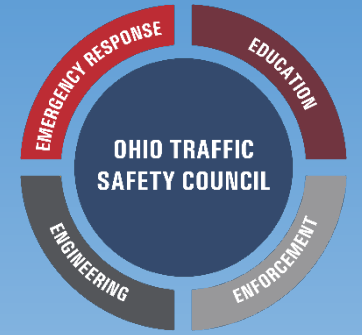 EMERGENCY RESPONSE
EDUCATION
OHIO TRAFFIC
SAFETY COUNCIL
ENGINEERING
ENFORCEMENT